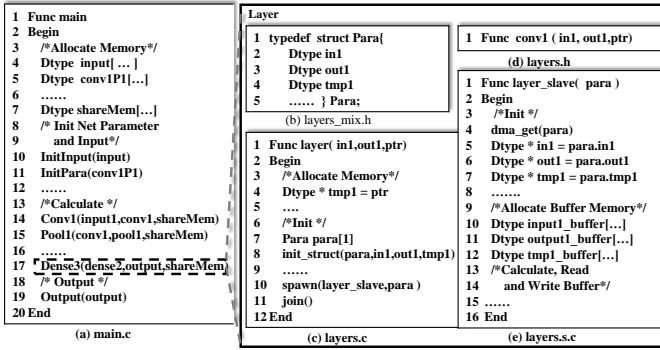 1 Func main
2 Begin
3 /*Allocate Memory*/
4 Dtype input[ ... ]
5 Dtype conv1P1[...]
6 ......
7 Dtype shareMem[...]
8 /* Init Net Parameter
9 and Input*/
10 InitInput(input)
11 InitPara(conv1P1)
12 ......
13 /*Calculate */
14 Conv1(input1,conv1,shareMem)
15 Pool1(conv1,pool1,shareMem)
16 ......
17 Dense3(dense2,output,shareMem)
18 /* Output */
19 Output(output)
20 End
(a) main.c
Layer
1 typedef struct Para{
2 Dtype in1
3 Dtype out1
4 Dtype tmp1
5 ...... } Para;
(b) layers_mix.h
1 Func layer( in1,out1,ptr)
2 Begin
3 /*Allocate Memory*/
4 Dtype * tmp1 = ptr
5 ....
6 /*Init */
7 Para para[1]
8 init_struct(para,in1,out1,tmp1)
9 ......
10 spawn(layer_slave,para )
11 join()
12 End
(c) layers.c
1 Func conv1 ( in1, out1,ptr)
(d) layers.h
1 Func layer_slave( para )
2 Begin
3 /*Init */
4 dma_get(para)
5 Dtype * in1 = para.in1
6 Dtype * out1 = para.out1
7 Dtype * tmp1 = para.tmp1
8 .......
9 /*Allocate Buffer Memory*/
10 Dtype input1_buffer[...]
11 Dtype output1_buffer[...]
12 Dtype tmp1_buffer[...]
13 /*Calculate, Read
14 and Write Buffer*/
15 ......
16 End
(e) layers.s.c